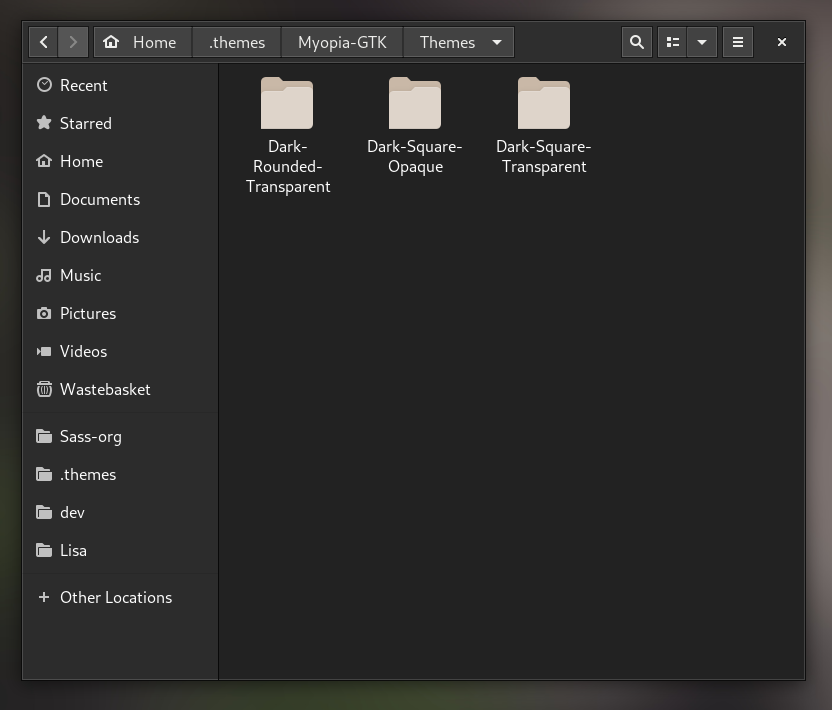 Home
.themes
Myopia-GTK
Themes
Recent
Starred
Home
Documents
Downloads
Music
Pictures
Videos
Wastebasket
Sass-org
.themes
dev
Lisa
Other Locations
Dark-
Rounded-
Transparent
Dark-Square-
Opaque
Dark-Square-
Transparent